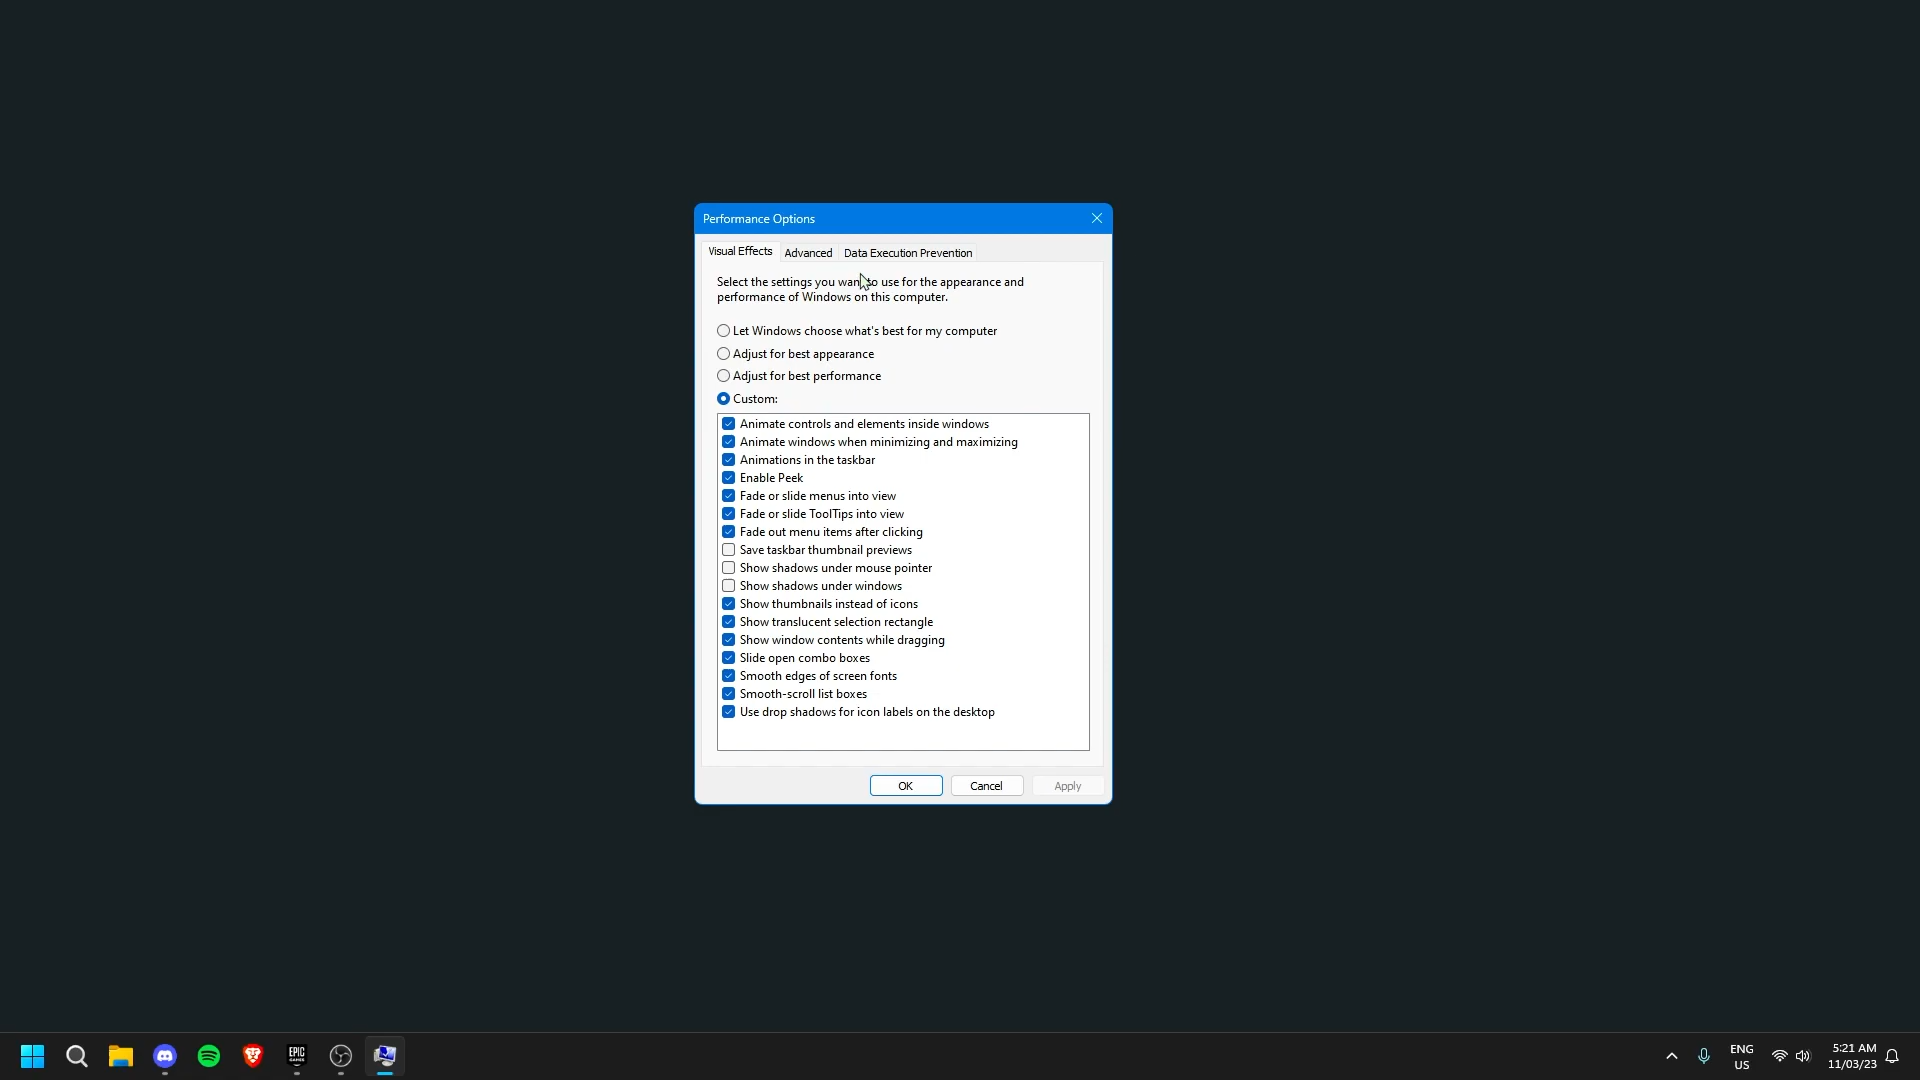 Performance Options
Visual Effects Advanced Data Execution Prevention
Select the settings you want to use for the appearance and
performance of Windows on this computer.
Let Windows choose what's best for my computer
Adjust for best appearance
Adjust for best performance
Custom:
Animate controls and elements inside windows
Animate windows when minimizing and maximizing
Animations in the taskbar
Enable Peek
Fade or slide menus into view
Fade or slide ToolTips into view
Fade out menu items after clicking
Save taskbar thumbnail previews
Show shadows under mouse pointer
Show shadows under windows
Show thumbnails instead of icons
Show translucent selection rectangle
Show window contents while dragging
Slide open combo boxes
Smooth edges of screen fonts
Smooth-scroll list boxes
Use drop shadows for icon labels on the desktop
OK Cancel Apply
EPIC
GAMES
ENG
US
5:21 AM
11/03/23